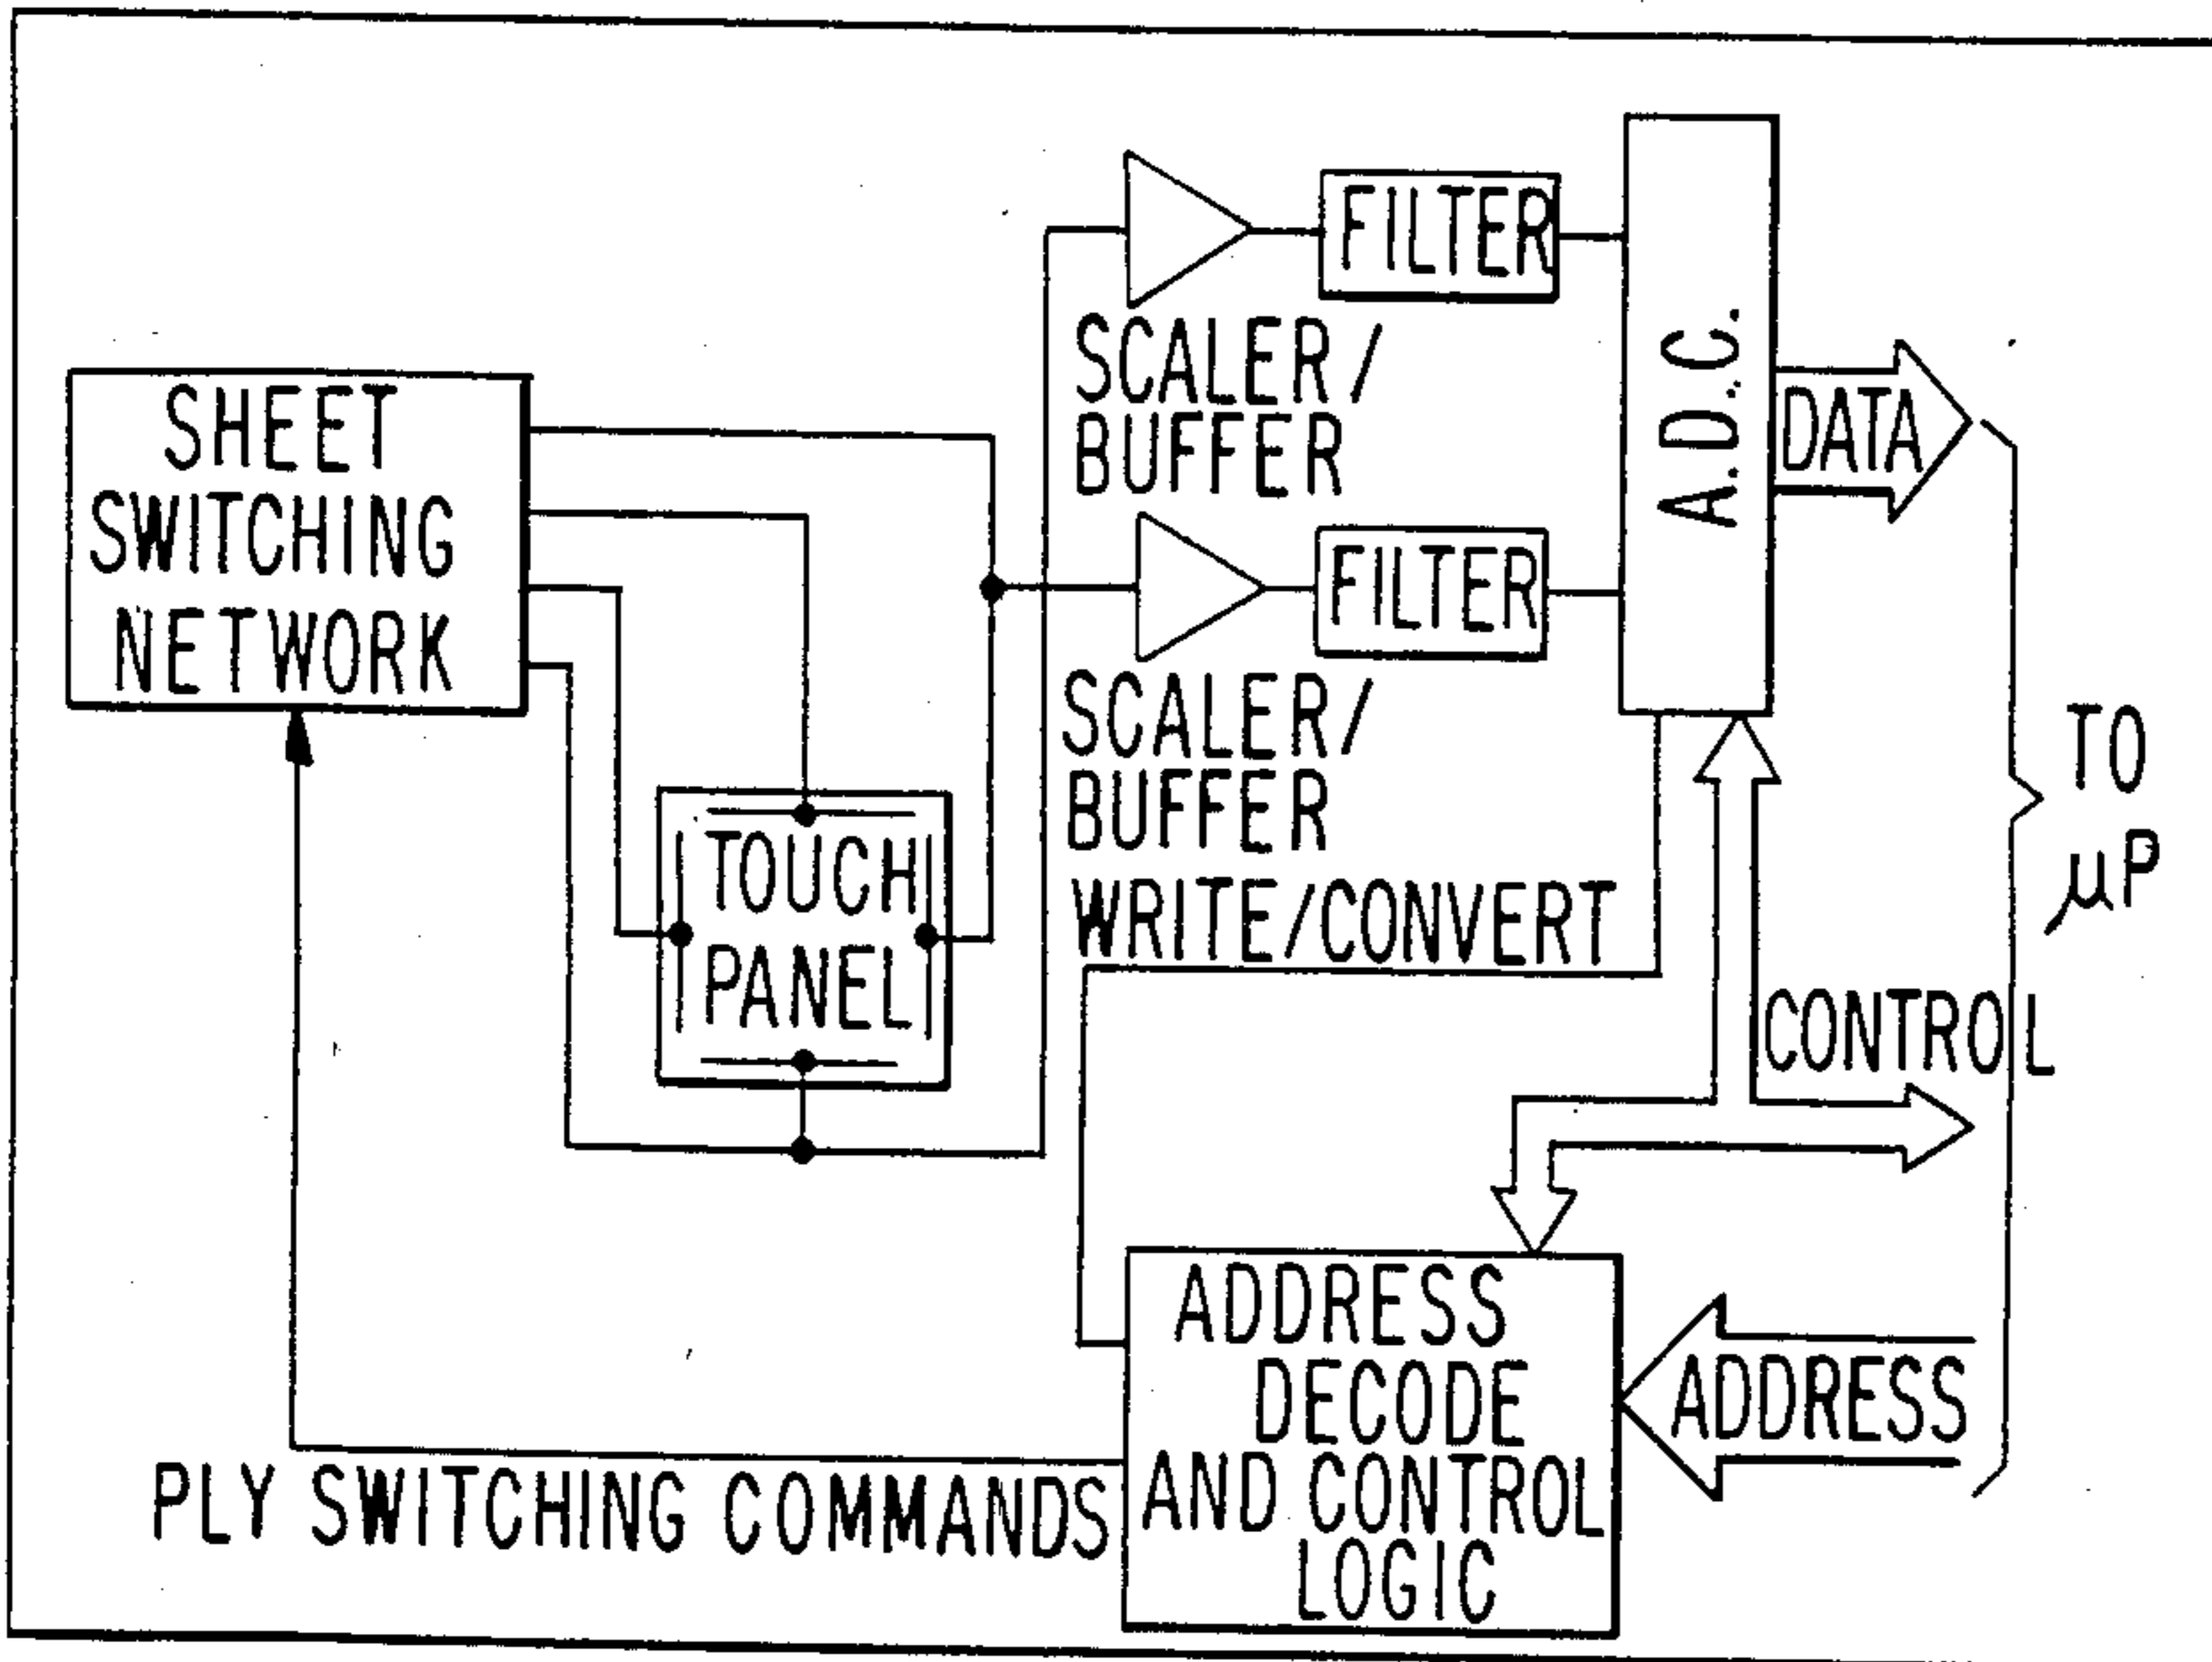 FILTER
SCALER/
BUFFER
A.D.C.
DATA
SHEET
SWITCHING
NETWORK
FILTER
SCALER/
BUFFER
TO
µP
TOUCH
PANEL
WRITE/CONVERT
CONTROL
ADDRESS
DECODE
AND CONTROL
LOGIC
ADDRESS
PLY SWITCHING COMMANDS